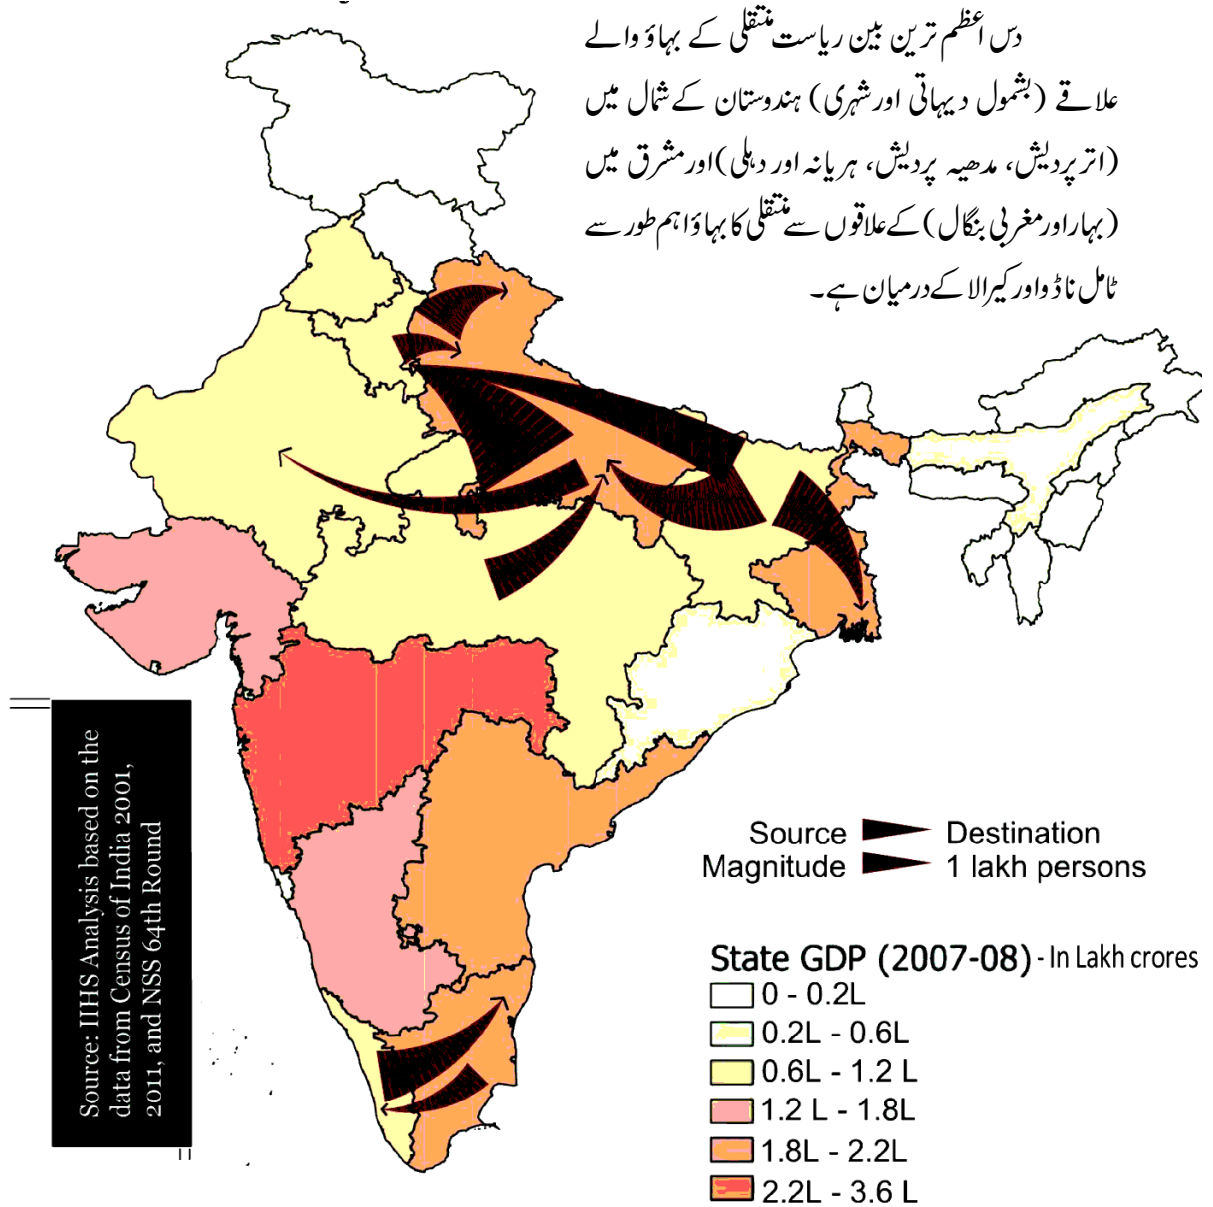 دس اعظم ترین بین ریاست منتقلی کے بہاؤ والے
علاقے (بشمول دیہاتی اور شہری) ہندوستان کے شمال میں
(اتر پردیش، مدھیہ پردیش، ہریانہ اور دہلی) اور مشرق میں
(بہار اور مغربی بنگال) کے علاقوں سے منتقلی کا بہاؤ اہم طور سے
ٹامل ناڈو اور کیرالا کے درمیان ہے۔
Source: IIHS Analysis based on the
data from Census of India 2001,
2011, and NSS 64th Round
Source Destination
Magnitude 1 lakh persons
State GDP (2007-08) - In Lakh crores
0 - 0.2L
0.2L - 0.6L
0.6L - 1.2 L
1.2 L - 1.8L
1.8L - 2.2L
2.2L - 3.6 L